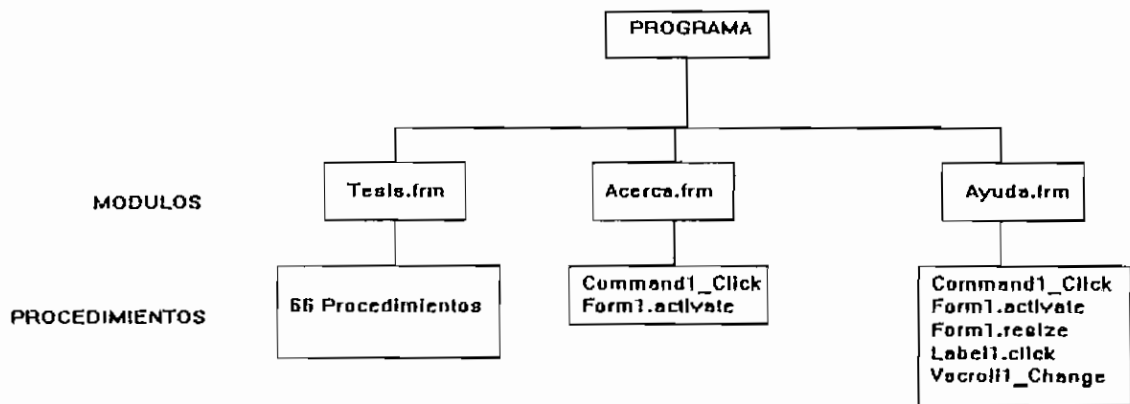 PROGRAMA
MODULOS
Tesis.frm
Acerca.frm
Ayuda.frm
PROCEDIMIENTOS
66 Procedimientos
Command1_Click
Form1.activate
Command1_Click
Form1.activate
Form1.resize
Label1.click
Vscroll1_Change